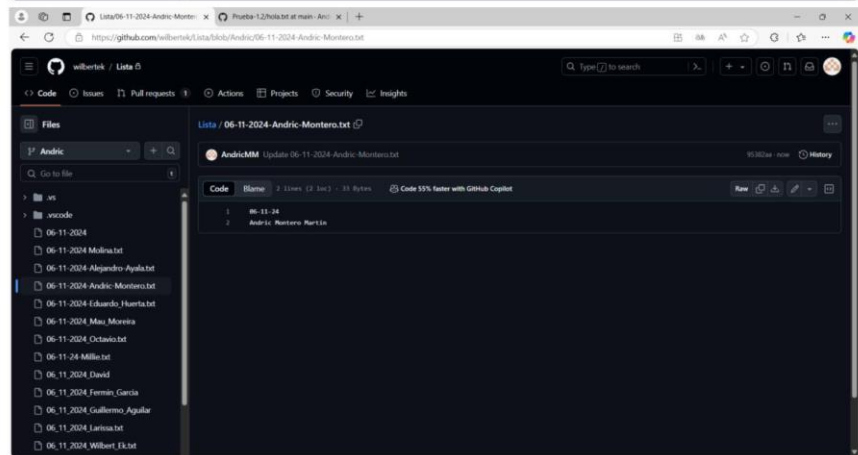 Lista/06-11-2024-Andric-Monter
Prueba-1.2/hola.txt at main · And
https://github.com/wilbertek/Lista/blob/Andric/06-11-2024-Andric-Montero.txt
wilbertek / Lista
Type / to search
Code Issues Pull requests 1 Actions Projects Security Insights
Files
Lista / 06-11-2024-Andric-Montero.txt
Andric
AndricMM Update 06-11-2024-Andric-Montero.txt
now History
Go to file t
Code Blame 2 lines (2 loc) · 33 Bytes Code 55% faster with GitHub Copilot Raw
.vs
1 06-11-24
2 Andric Montero Martin
.vscode
06-11-2024
06-11-2024 Molina.txt
06-11-2024-Alejandro-Ayala.txt
06-11-2024-Andric-Montero.txt
06-11-2024-Eduardo_Huerta.txt
06-11-2024_Mau_Moreira
06-11-2024_Octavio.txt
06-11-24-Millie.txt
06_11_2024_David
06_11_2024_Fermin_Garcia
06_11_2024_Guillermo_Aguilar
06_11_2024_Larissa.txt
06_11_2024_Wilbert_Ek.txt